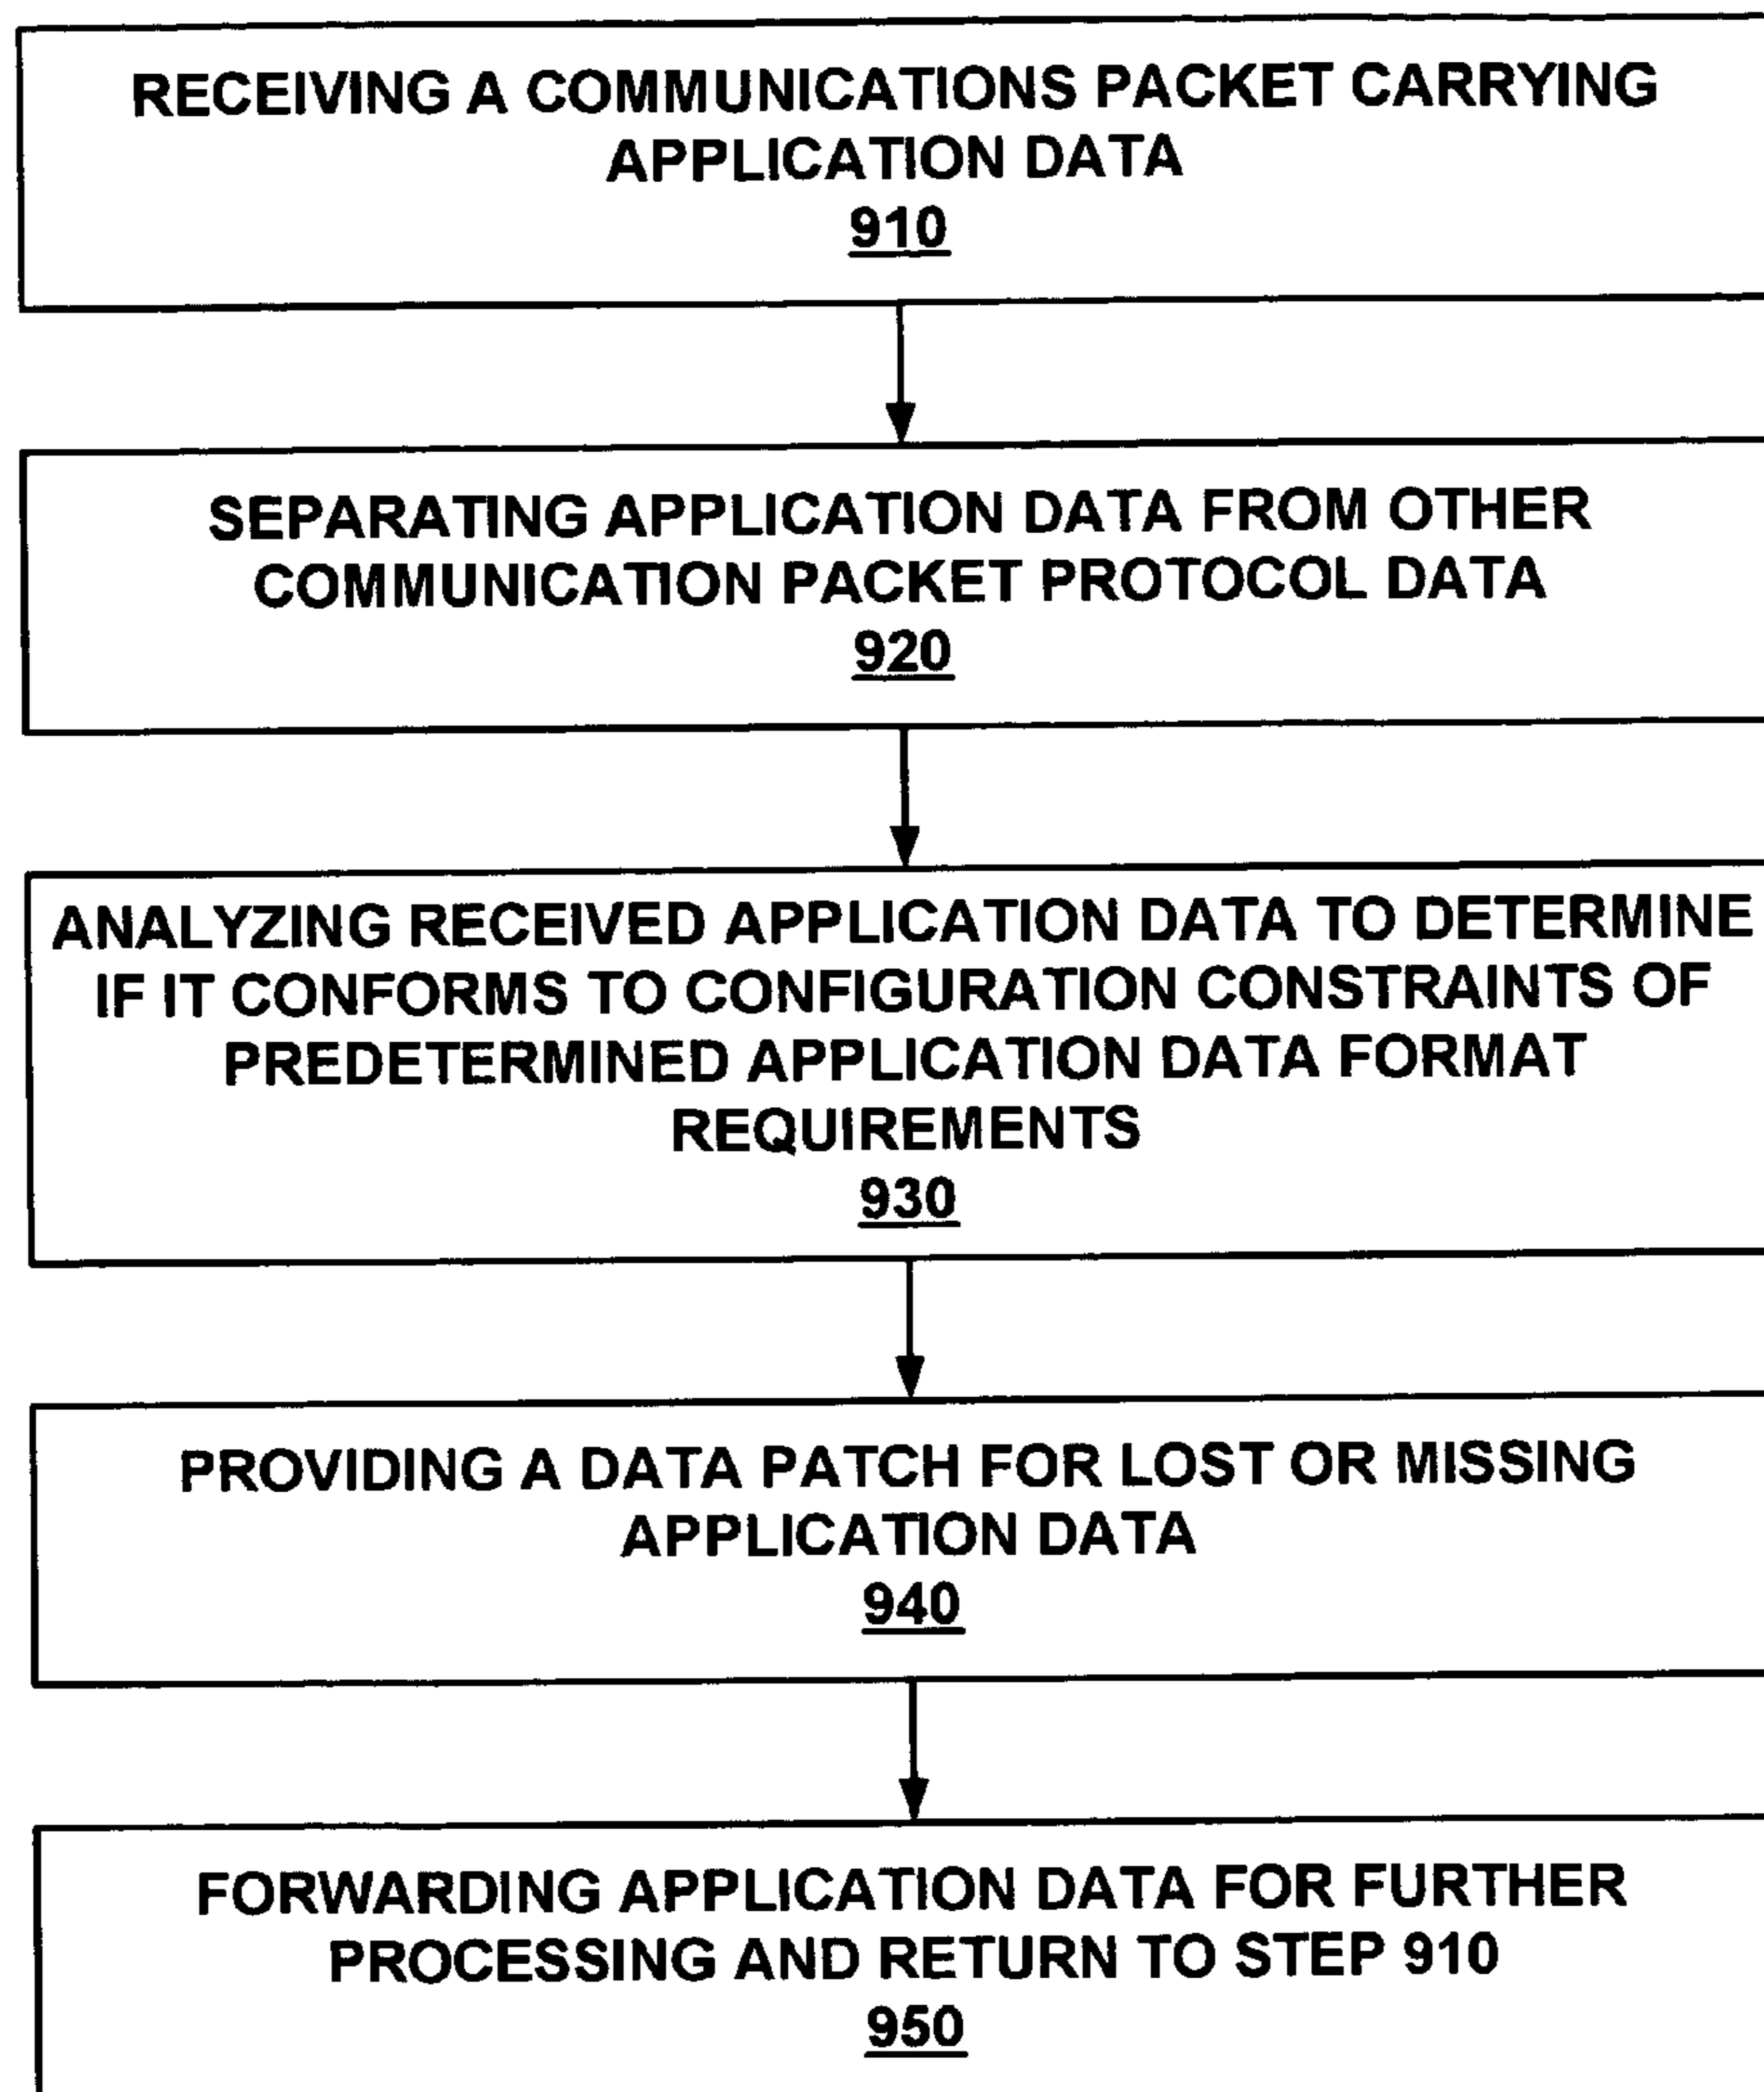 RECEIVING A COMMUNICATIONS PACKET CARRYING
APPLICATION DATA
910
SEPARATING APPLICATION DATA FROM OTHER
COMMUNICATION PACKET PROTOCOL DATA
920
ANALYZING RECEIVED APPLICATION DATA TO DETERMINE
IF IT CONFORMS TO CONFIGURATION CONSTRAINTS OF
PREDETERMINED APPLICATION DATA FORMAT
REQUIREMENTS
930
PROVIDING A DATA PATCH FOR LOST OR MISSING
APPLICATION DATA
940
FORWARDING APPLICATION DATA FOR FURTHER
PROCESSING AND RETURN TO STEP 910
950